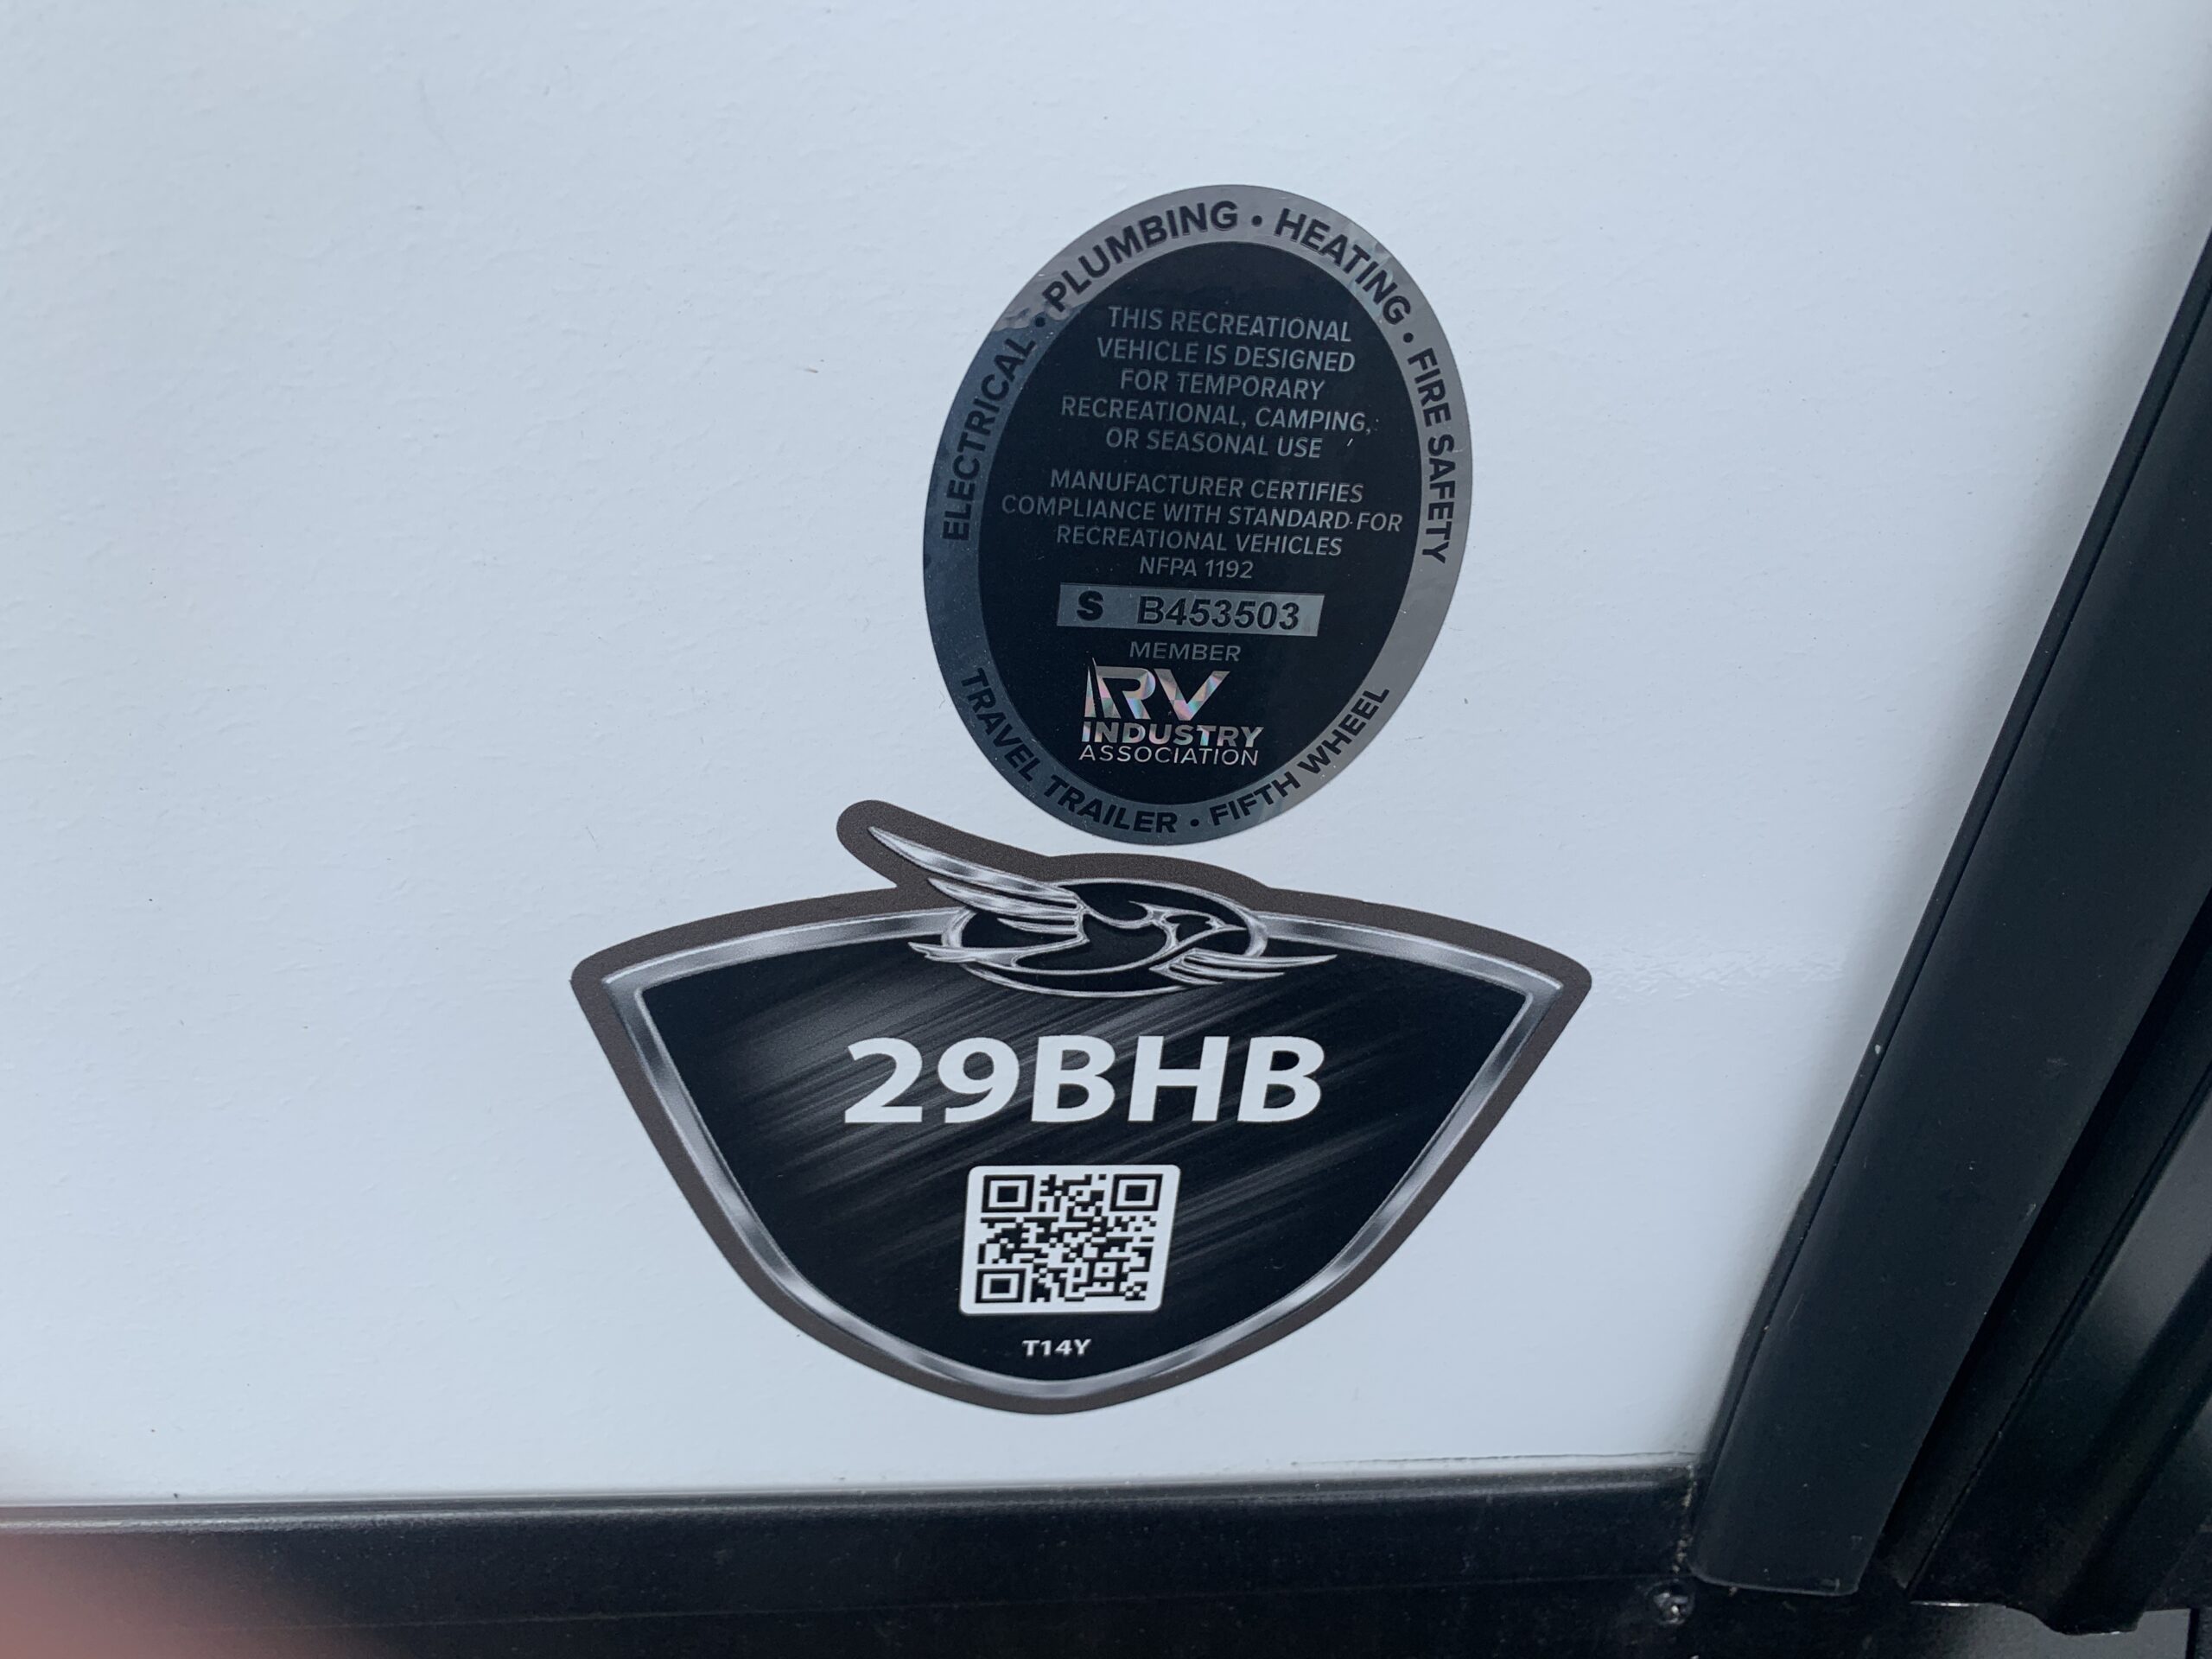 ELECTRICAL • PLUMBING • HEATING • FIRE SAFETY
THIS RECREATIONAL
VEHICLE IS DESIGNED
FOR TEMPORARY
RECREATIONAL, CAMPING,
OR SEASONAL USE
MANUFACTURER CERTIFIES
COMPLIANCE WITH STANDARD FOR
RECREATIONAL VEHICLES
NFPA 1192
S B453503
MEMBER
RV
INDUSTRY
ASSOCIATION
TRAVEL TRAILER • FIFTH WHEEL
29BHB
T14Y